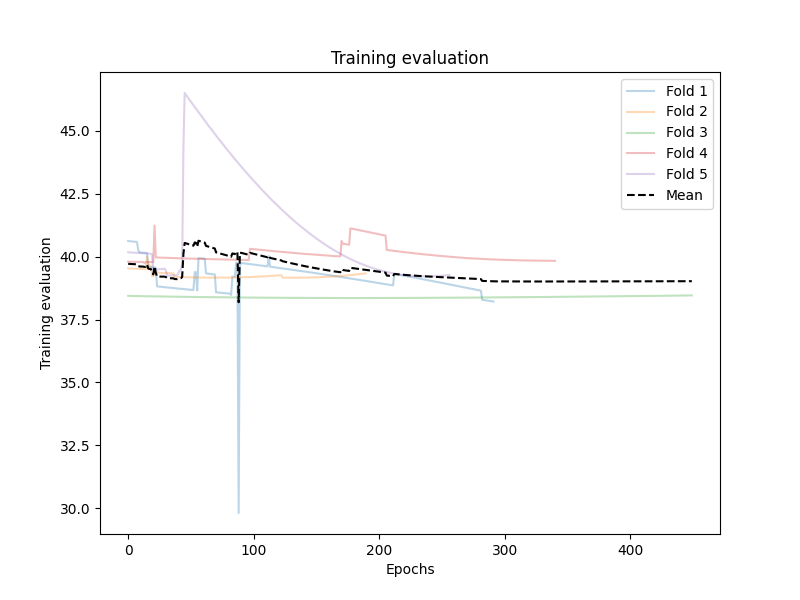 Training evaluation
Fold 1
Fold 2
Fold 3
Fold 4
Fold 5
Mean
45.0
42.5
40.0
37.5
35.0
32.5
30.0
Training evaluation
0 100 200 300 400
Epochs